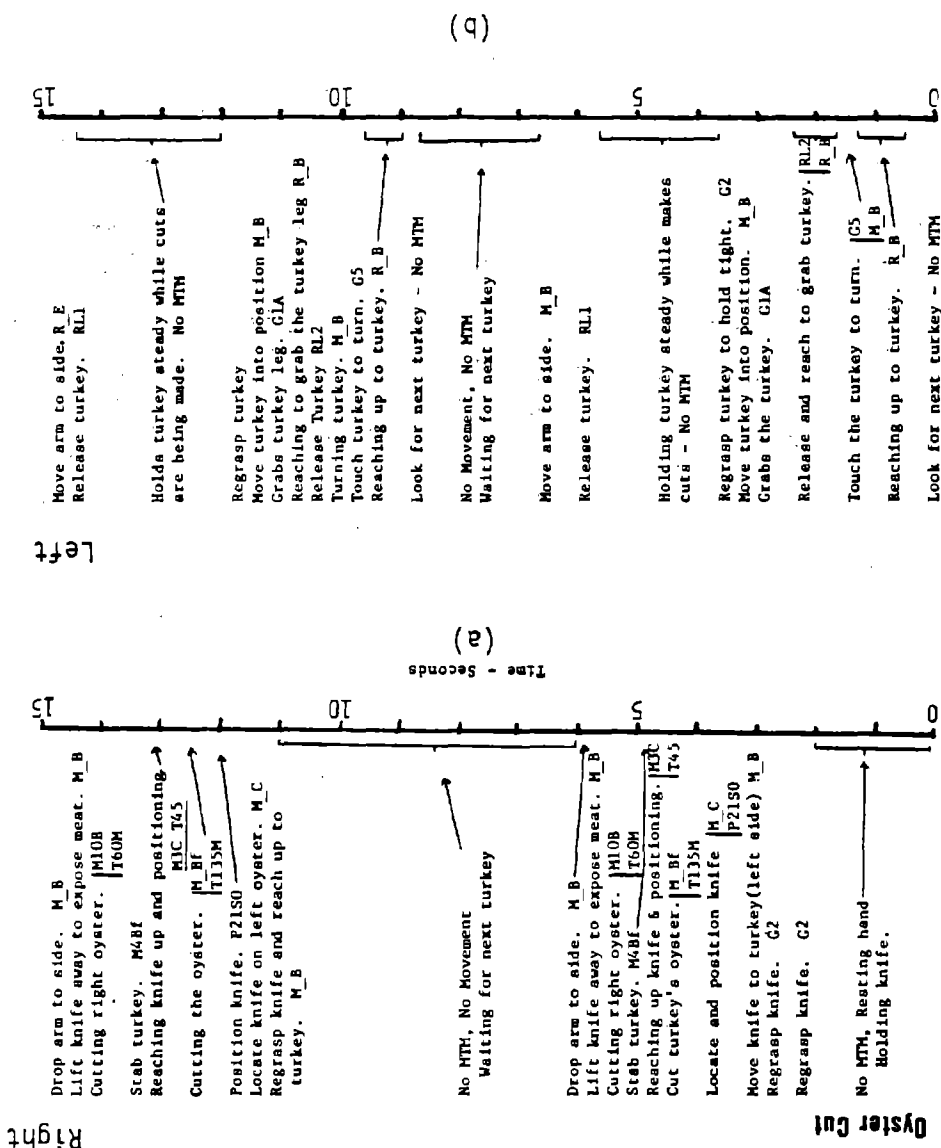 Oyster Cut
Right
Drop arm to side. M_B
Lift knife away to expose meat. M_B
Cutting right oyster. M10B
T60M
Stab turkey. M4Bf
Reaching knife up and positioning
M3C T45
Cutting the oyster. M_Bf
T135M
Position knife. P21SO
Locate knife on left oyster. M_C
Regrasp knife and reach up to
turkey. M_B
No MTM, No Movement
Waiting for next turkey
Drop arm to side. M_B
Lift knife away to expose meat. M_B
Cutting right oyster. M10B
T60M
Stab turkey. M4Bf
Reaching up knife & positioning. M3C
T45
Cut turkey's oyster. M_Bf
T135M
Locate and position knife M_C
P21SO
Move knife to turkey(left side) M_B
Regrasp knife. G2
Regrasp knife. G2
No MTM, Resting hand
Holding knife.
15
10
5
0
Time - Seconds
(a)
Left
Move arm to side. R_E
Release turkey. RL1
Holds turkey steady while cuts
are being made. No MTM
Regrasp turkey
Move turkey into position M_B
Grabs turkey leg. G1A
Reaching to grab the turkey leg R_B
Release Turkey RL2
Turning turkey. M_B
Touch turkey to turn. G5
Reaching up to turkey. R_B
Look for next turkey - No MTM
No Movement, No MTM
Waiting for next turkey
Move arm to side. M_B
Release turkey. RL1
Holding turkey steady while makes
cuts - No MTM
Regrasp turkey to hold tight. G2
Move turkey into position. M_B
Grabs the turkey. G1A
Release and reach to grab turkey. RL2
R_B
Touch the turkey to turn. G5
M_B
Reaching up to turkey. R_B
Look for next turkey - No MTM
15
10
5
0
(b)